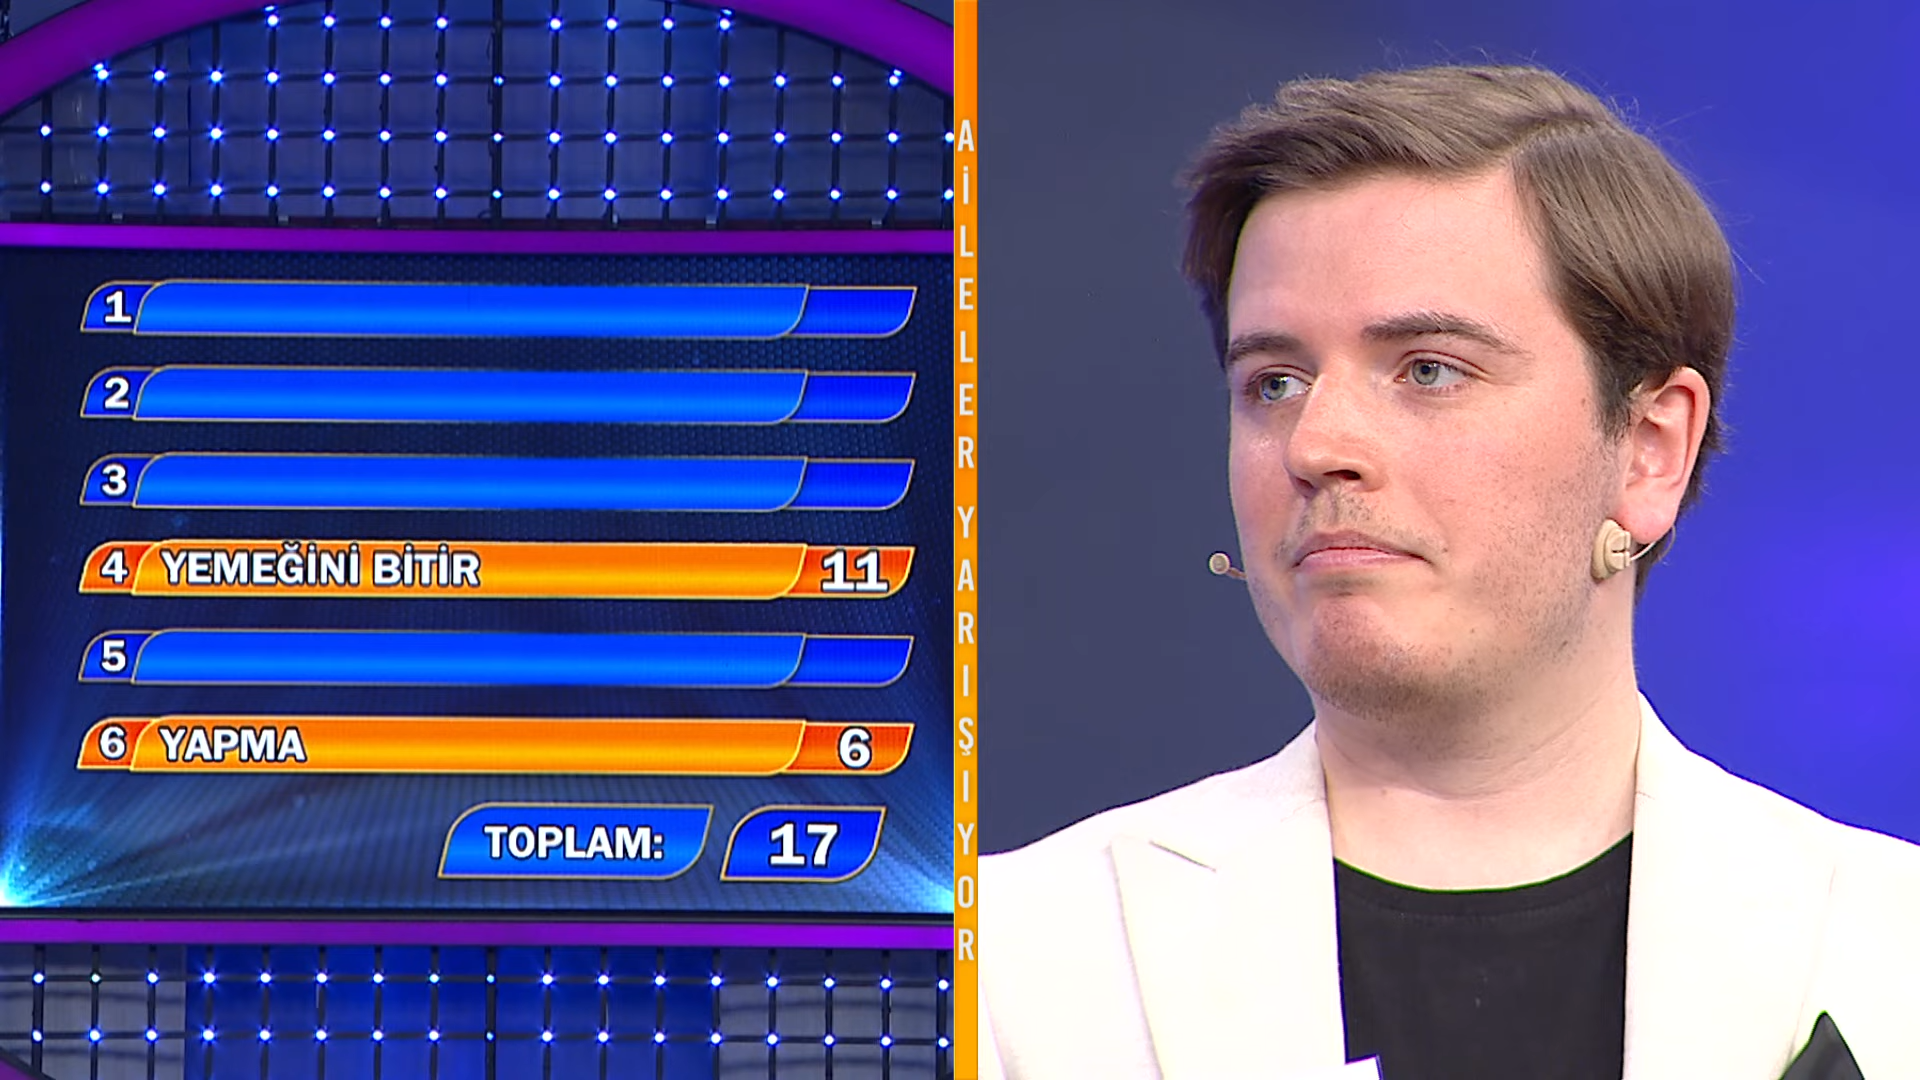 1
2
3
4 YEMEĞİNİ BİTİR 11
5
6 YAPMA 6
TOPLAM: 17
AİLELER YARIŞIYOR